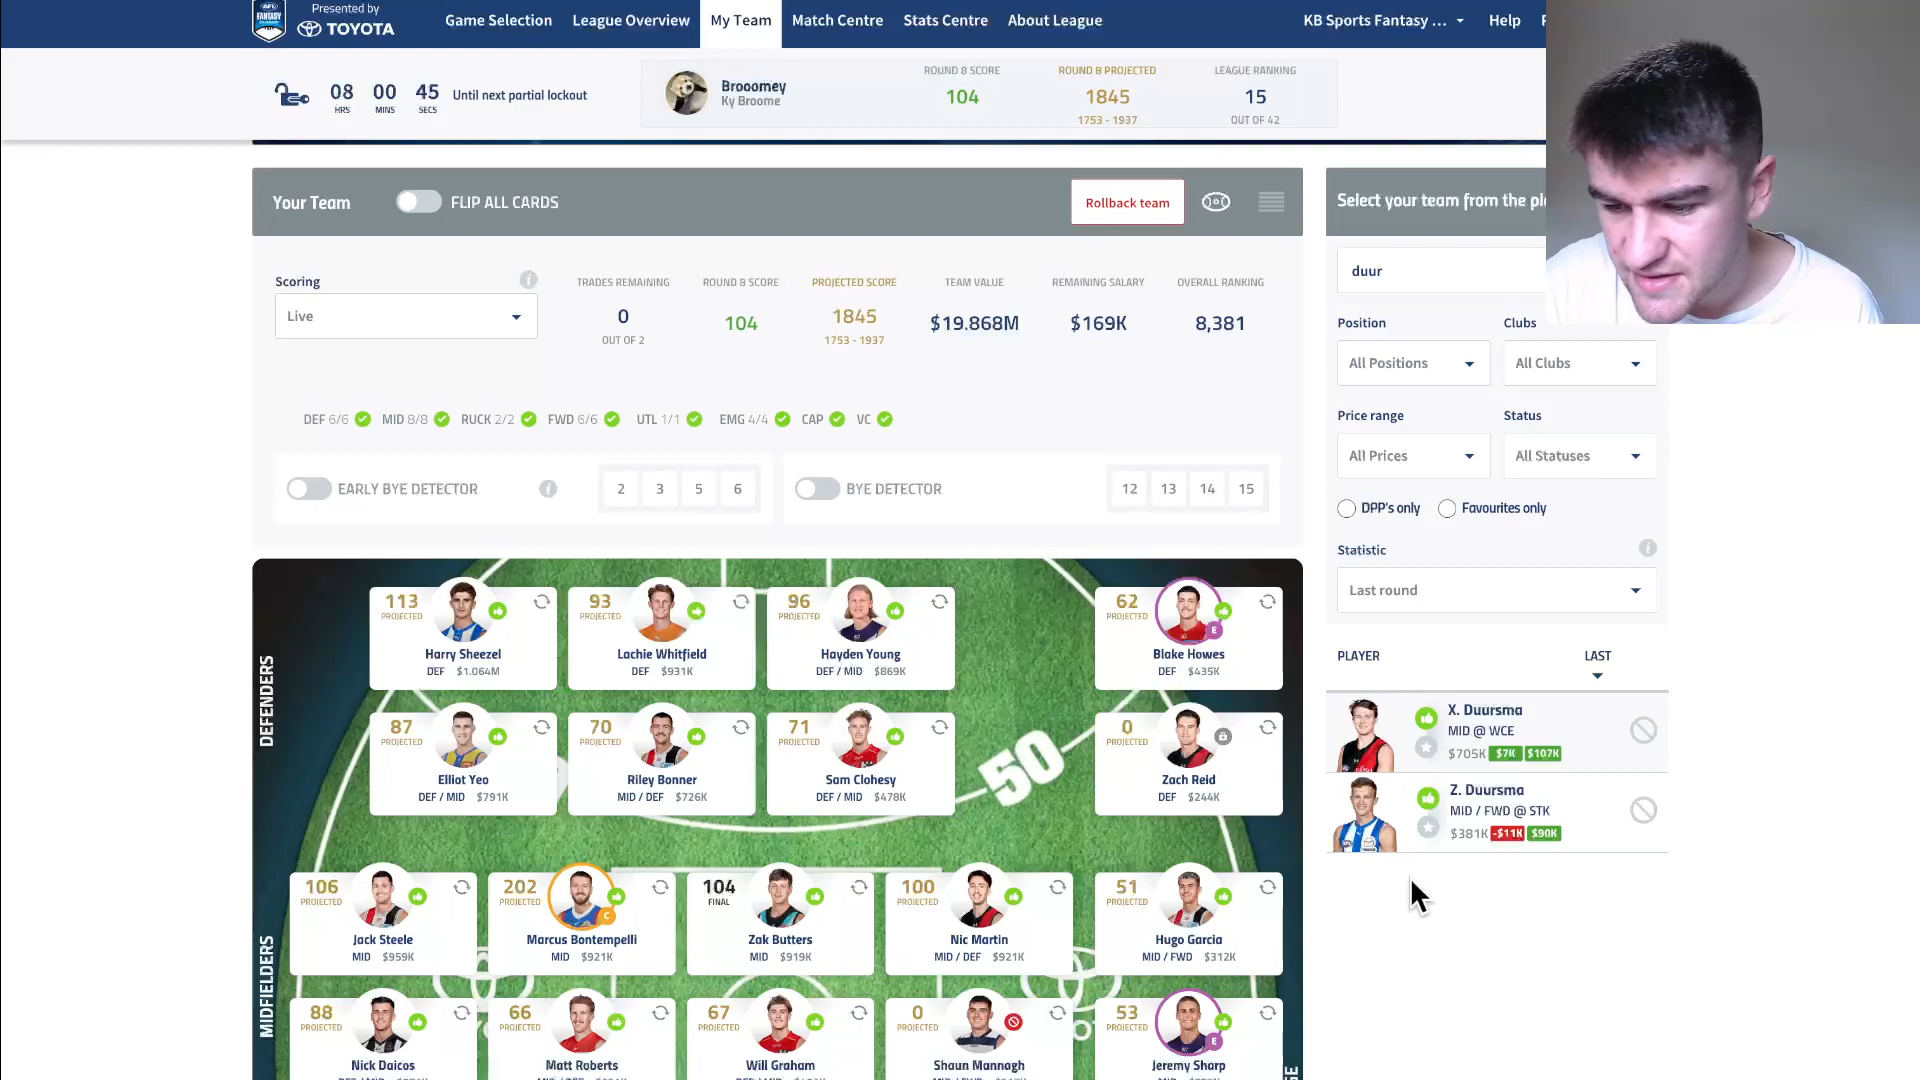 AFL FANTASY
Presented by
TOYOTA
Game Selection
League Overview
My Team
Match Centre
Stats Centre
About League
KB Sports Fantasy ...
Help
08
HRS
00
MINS
45
SECS
Until next partial lockout
Brooomey
Ky Broome
ROUND 8 SCORE
104
ROUND 8 PROJECTED
1845
1753 - 1937
LEAGUE RANKING
15
OUT OF 42
Your Team
FLIP ALL CARDS
Rollback team
Scoring
Live
TRADES REMAINING
0
OUT OF 2
ROUND 8 SCORE
104
PROJECTED SCORE
1845
1753 - 1937
TEAM VALUE
$19.868M
REMAINING SALARY
$169K
OVERALL RANKING
8,381
DEF 6/6 MID 8/8 RUCK 2/2 FWD 6/6 UTL 1/1 EMG 4/4 CAP VC
EARLY BYE DETECTOR
2 3 5 6
BYE DETECTOR
12 13 14 15
DEFENDERS
113
PROJECTED
Harry Sheezel
DEF $1.064M
93
PROJECTED
Lachie Whitfield
DEF $931K
96
PROJECTED
Hayden Young
DEF / MID $869K
62
PROJECTED
E
Blake Howes
DEF $435K
87
PROJECTED
Elliot Yeo
DEF / MID $791K
70
PROJECTED
Riley Bonner
MID / DEF $726K
71
PROJECTED
Sam Clohesy
DEF / MID $478K
50
0
PROJECTED
Zach Reid
DEF $244K
MIDFIELDERS
106
PROJECTED
Jack Steele
MID $959K
202
PROJECTED
C
Marcus Bontempelli
MID $921K
104
FINAL
Zak Butters
MID $919K
100
PROJECTED
Nic Martin
MID / DEF $921K
51
PROJECTED
Hugo Garcia
MID / FWD $312K
88
PROJECTED
Nick Daicos
66
PROJECTED
Matt Roberts
67
PROJECTED
Will Graham
0
PROJECTED
Shaun Mannagh
53
PROJECTED
E
Jeremy Sharp
Select your team from the
duur
Position
All Positions
Clubs
All Clubs
Price range
All Prices
Status
All Statuses
DPP's only
Favourites only
Statistic
Last round
PLAYER
LAST
X. Duursma
MID @ WCE
$705K $7K $107K
Z. Duursma
MID / FWD @ STK
$381K -$11K $90K